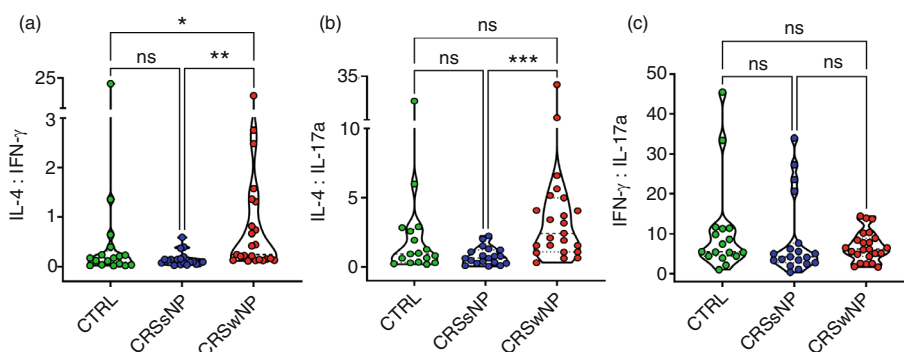 (a)
*
ns
**
25
3
2
1
0
IL-4 : IFN-γ
CTRL
CRSsNP
CRSwNP
(b)
ns
ns
***
35
10
5
0
IL-4 : IL-17a
CTRL
CRSsNP
CRSwNP
(c)
ns
ns
ns
50
40
30
20
10
0
IFN-γ : IL-17a
CTRL
CRSsNP
CRSwNP